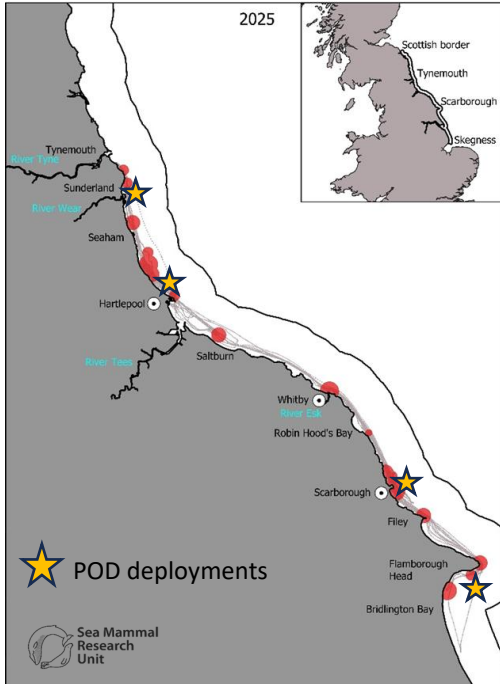 2025
Scottish border
Tynemouth
Scarborough
Skegness
Tynemouth
River Tyne
Sunderland
River Wear
Seaham
Hartlepool
River Tees
Saltburn
Whitby
River Esk
Robin Hood's Bay
Scarborough
Filey
Flamborough
Head
Bridlington Bay
POD deployments
Sea Mammal
Research
Unit